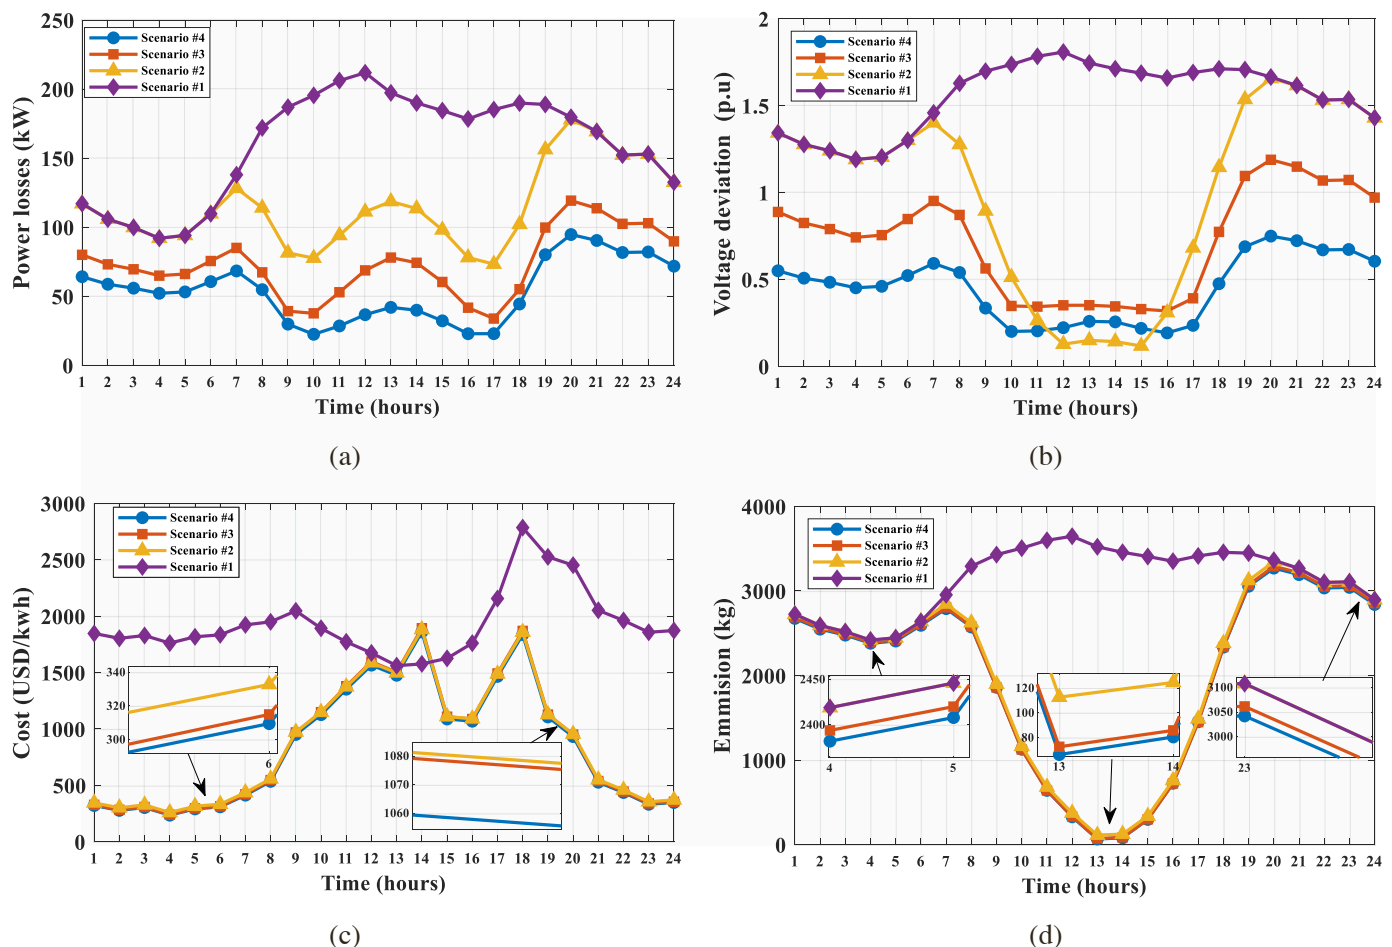 250
200
150
100
50
0
Power losses (kW)
Scenario #4
Scenario #3
Scenario #2
Scenario #1
1 2 3 4 5 6 7 8 9 10 11 12 13 14 15 16 17 18 19 20 21 22 23 24
Time (hours)
(a)
2
1.5
1
0.5
0
Voltage deviation (p.u)
Scenario #4
Scenario #3
Scenario #2
Scenario #1
1 2 3 4 5 6 7 8 9 10 11 12 13 14 15 16 17 18 19 20 21 22 23 24
Time (hours)
(b)
3000
2500
2000
1500
1000
500
0
Cost (USD/kwh)
Scenario #4
Scenario #3
Scenario #2
Scenario #1
340
320
300
6
1080
1070
1060
1 2 3 4 5 6 7 8 9 10 11 12 13 14 15 16 17 18 19 20 21 22 23 24
Time (hours)
(c)
4000
3000
2000
1000
0
Emmision (kg)
Scenario #4
Scenario #3
Scenario #2
Scenario #1
2450
2400
4 5
120
80
13 14
3100
3050
3000
23
1 2 3 4 5 6 7 8 9 10 11 12 13 14 15 16 17 18 19 20 21 22 23 24
Time (hours)
(d)